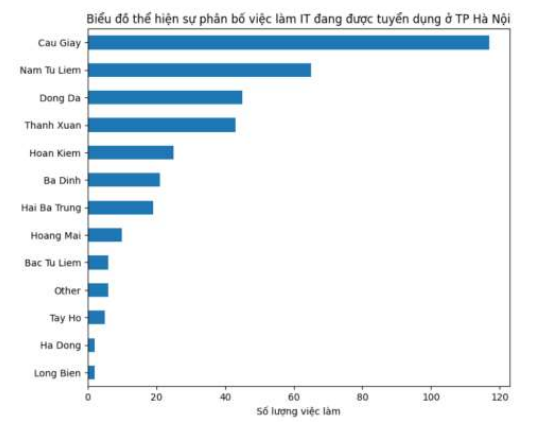 Biểu đồ thể hiện sự phân bố việc làm IT đang được tuyển dụng ở TP Hà Nội
Cau Giay
Nam Tu Liem
Dong Da
Thanh Xuan
Hoan Kiem
Ba Dinh
Hai Ba Trung
Hoang Mai
Bac Tu Liem
Other
Tay Ho
Ha Dong
Long Bien
0 20 40 60 80 100 120
Số lượng việc làm